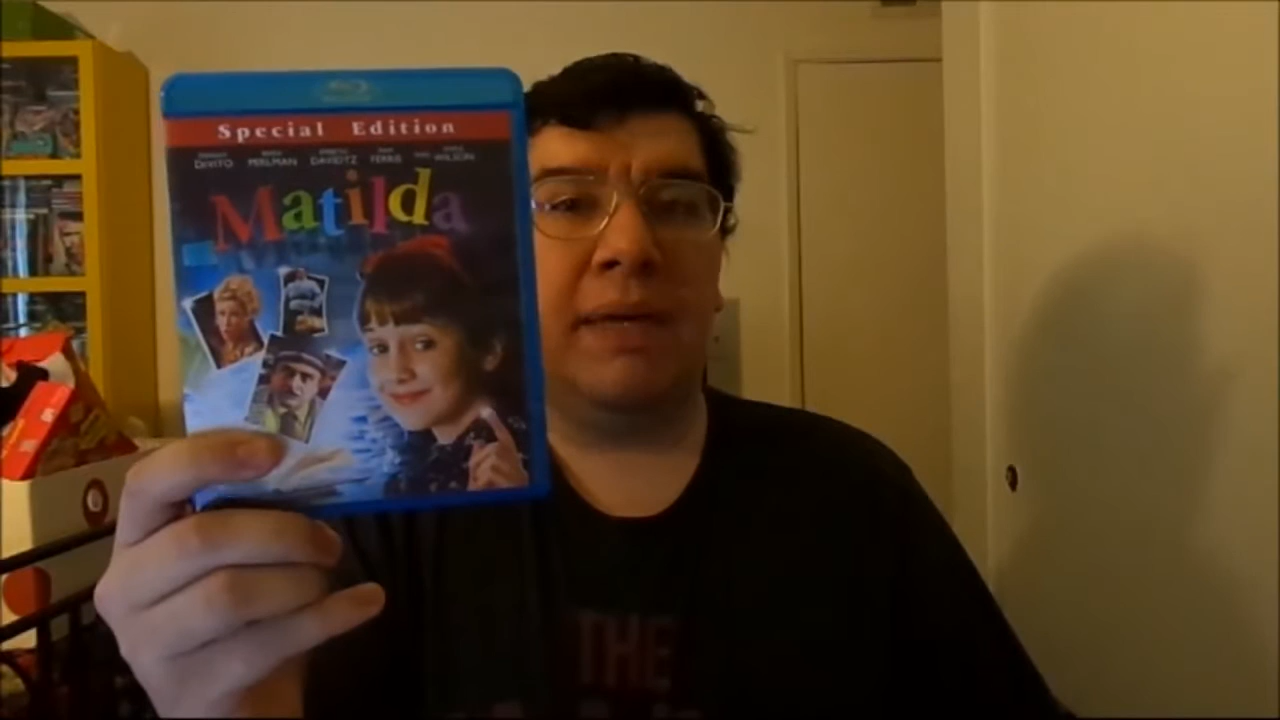 Special Edition
DEVITO PERLMAN DAVIDTZ FERRIS WILSON
Matilda
THE